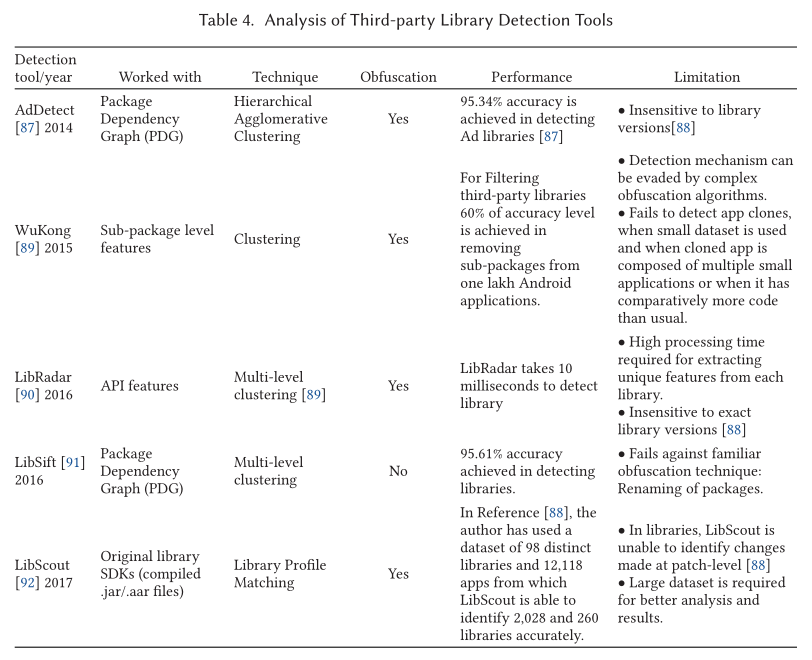 Table 4. Analysis of Third-party Library Detection Tools
Detection
tool/year
Worked with
Technique
Obfuscation
Performance
Limitation
AdDetect
[87] 2014
Package
Dependency
Graph (PDG)
Hierarchical
Agglomerative
Clustering
Yes
95.34% accuracy is
achieved in detecting
Ad libraries [87]
● Insensitive to library
versions[88]
WuKong
[89] 2015
Sub-package level
features
Clustering
Yes
For Filtering
third-party libraries
60% of accuracy level
is achieved in
removing
sub-packages from
one lakh Android
applications.
● Detection mechanism can
be evaded by complex
obfuscation algorithms.
● Fails to detect app clones,
when small dataset is used
and when cloned app is
composed of multiple small
applications or when it has
comparatively more code
than usual.
LibRadar
[90] 2016
API features
Multi-level
clustering [89]
Yes
LibRadar takes 10
milliseconds to detect
library
● High processing time
required for extracting
unique features from each
library.
● Insensitive to exact
library versions [88]
LibSift [91]
2016
Package
Dependency
Graph (PDG)
Multi-level
clustering
No
95.61% accuracy
achieved in detecting
libraries.
● Fails against familiar
obfuscation technique:
Renaming of packages.
LibScout
[92] 2017
Original library
SDKs (compiled
.jar/.aar files)
Library Profile
Matching
Yes
In Reference [88], the
author has used a
dataset of 98 distinct
libraries and 12,118
apps from which
LibScout is able to
identify 2,028 and 260
libraries accurately.
● In libraries, LibScout is
unable to identify changes
made at patch-level [88]
● Large dataset is required
for better analysis and
results.